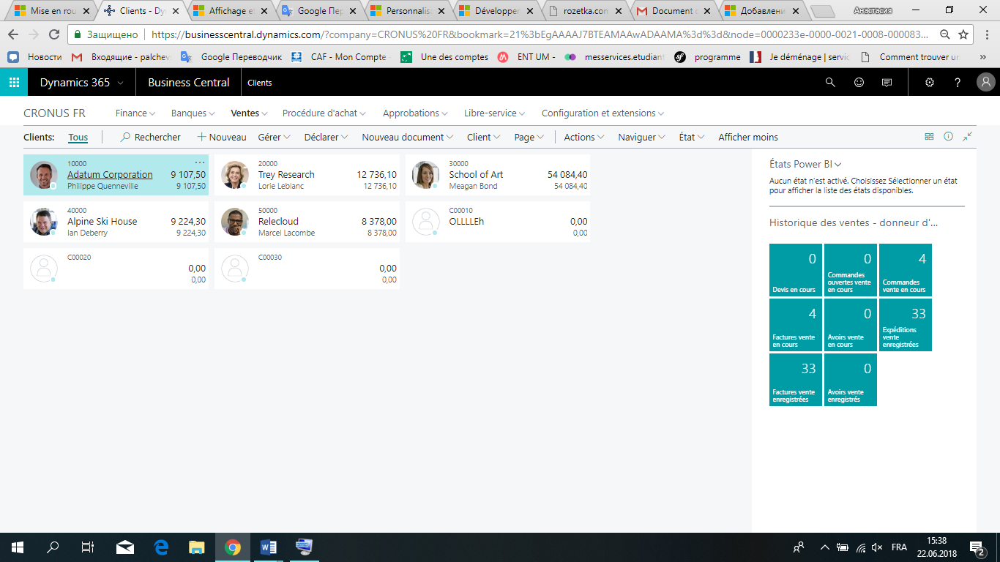 Mise en rou
Clients - Dy
Affichage e
Google Пер
Personnalis
Développer
rozetka.com
Document
Добавлени
Анастасия
Защищено
https://businesscentral.dynamics.com/?company=CRONUS%20FR&bookmark=21%3bEgAAAAJ7BTEAMAAwADAAMA%3d%3d&node=0000233e-0000-0021-0008-000083...
Новости
Входящие - palchev
Google Переводчик
CAF - Mon Compte
Une des comptes
ENT UM -
messervices.etudiant
programme
Je déménage | servic
Comment trouver un
»
Dynamics 365
Business Central
Clients
CRONUS FR
Finance
Banques
Ventes
Procédure d'achat
Approbations
Libre-service
Configuration et extensions
Clients:
Tous
Rechercher
Nouveau
Gérer
Déclarer
Nouveau document
Client
Page
Actions
Naviguer
État
Afficher moins
10000
Adatum Corporation 9 107,50
Philippe Quenneville 9 107,50
20000
Trey Research 12 736,10
Lorie Leblanc 12 736,10
30000
School of Art 54 084,40
Meagan Bond 54 084,40
40000
Alpine Ski House 9 224,30
Ian Deberry 9 224,30
50000
Relecloud 8 378,00
Marcel Lacombe 8 378,00
C00010
OLLLLEh 0,00
0,00
C00020
0,00
0,00
C00030
0,00
0,00
États Power BI
Aucun état n'est activé. Choisissez Sélectionner un état
pour afficher la liste des états disponibles.
Historique des ventes - donneur d'...
0
Devis en cours
0
Commandes
ouvertes vente
en cours
4
Commandes
vente en cours
4
Factures vente
en cours
0
Avoirs vente
en cours
33
Expéditions
vente
enregistrées
33
Factures vente
enregistrées
0
Avoirs vente
enregistrés
FRA
15:38
22.06.2018
2